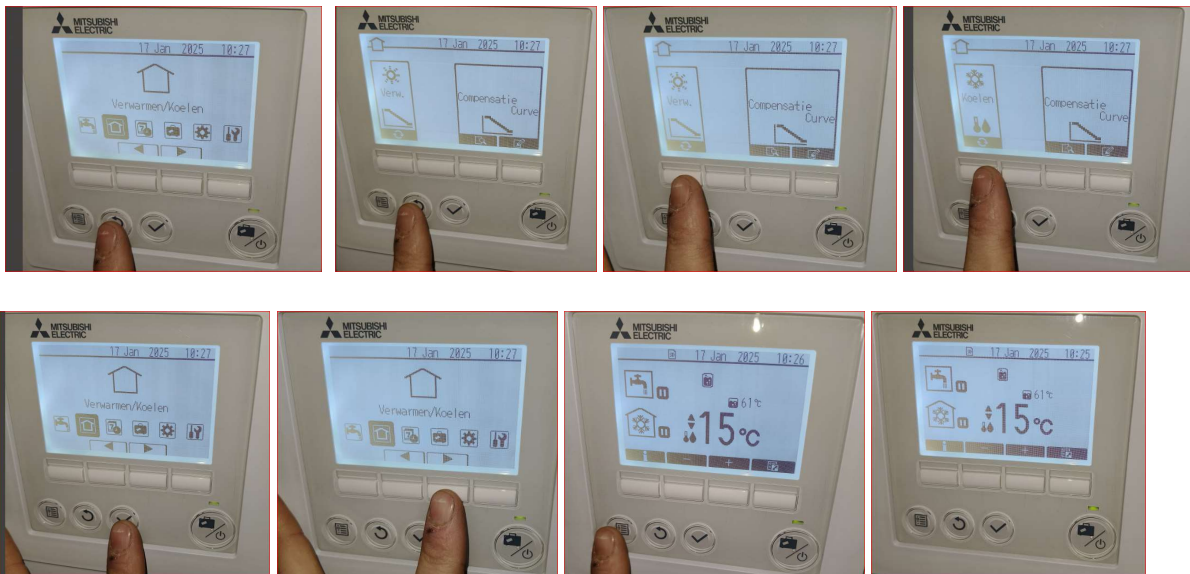 MITSUBISHI
ELECTRIC
17 Jan 2025 10:27
Verwarmen/Koelen
MITSUBISHI
ELECTRIC
17 Jan 2025 10:27
Verw.
Compensatie
Curve
MITSUBISHI
ELECTRIC
17 Jan 2025 10:27
Verw.
Compensatie
Curve
MITSUBISHI
ELECTRIC
17 Jan 2025 10:27
Koelen
Compensatie
Curve
MITSUBISHI
ELECTRIC
17 Jan 2025 10:27
Verwarmen/Koelen
MITSUBISHI
ELECTRIC
17 Jan 2025 10:27
Verwarmen/Koelen
MITSUBISHI
ELECTRIC
17 Jan 2025 10:26
61℃
15℃
MITSUBISHI
ELECTRIC
17 Jan 2025 10:25
61℃
15℃